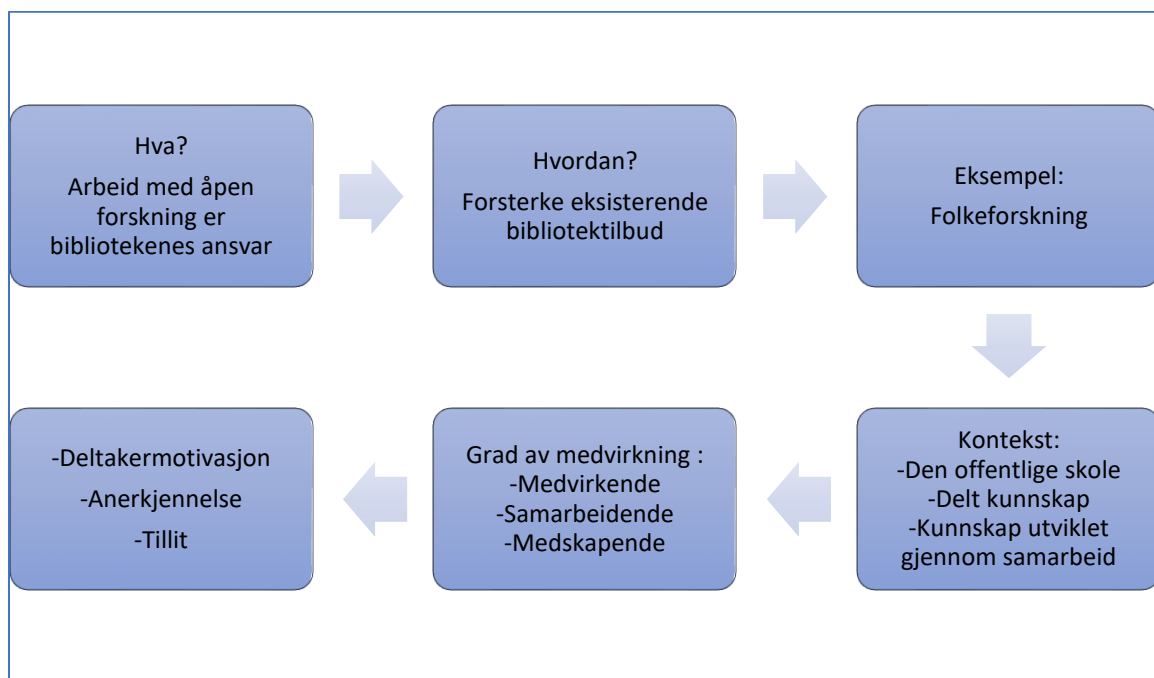 Hva?
Arbeid med åpen
forskning er
bibliotekenes ansvar
Hvordan?
Forsterke eksisterende
bibliotektilbud
Eksempel:
Folkeforskning
Kontekst:
-Den offentlige skole
-Delt kunnskap
-Kunnskap utviklet
gjennom samarbeid
Grad av medvirkning :
-Medvirkende
-Samarbeidende
-Medskapende
-Deltakermotivasjon
-Anerkjennelse
-Tillit